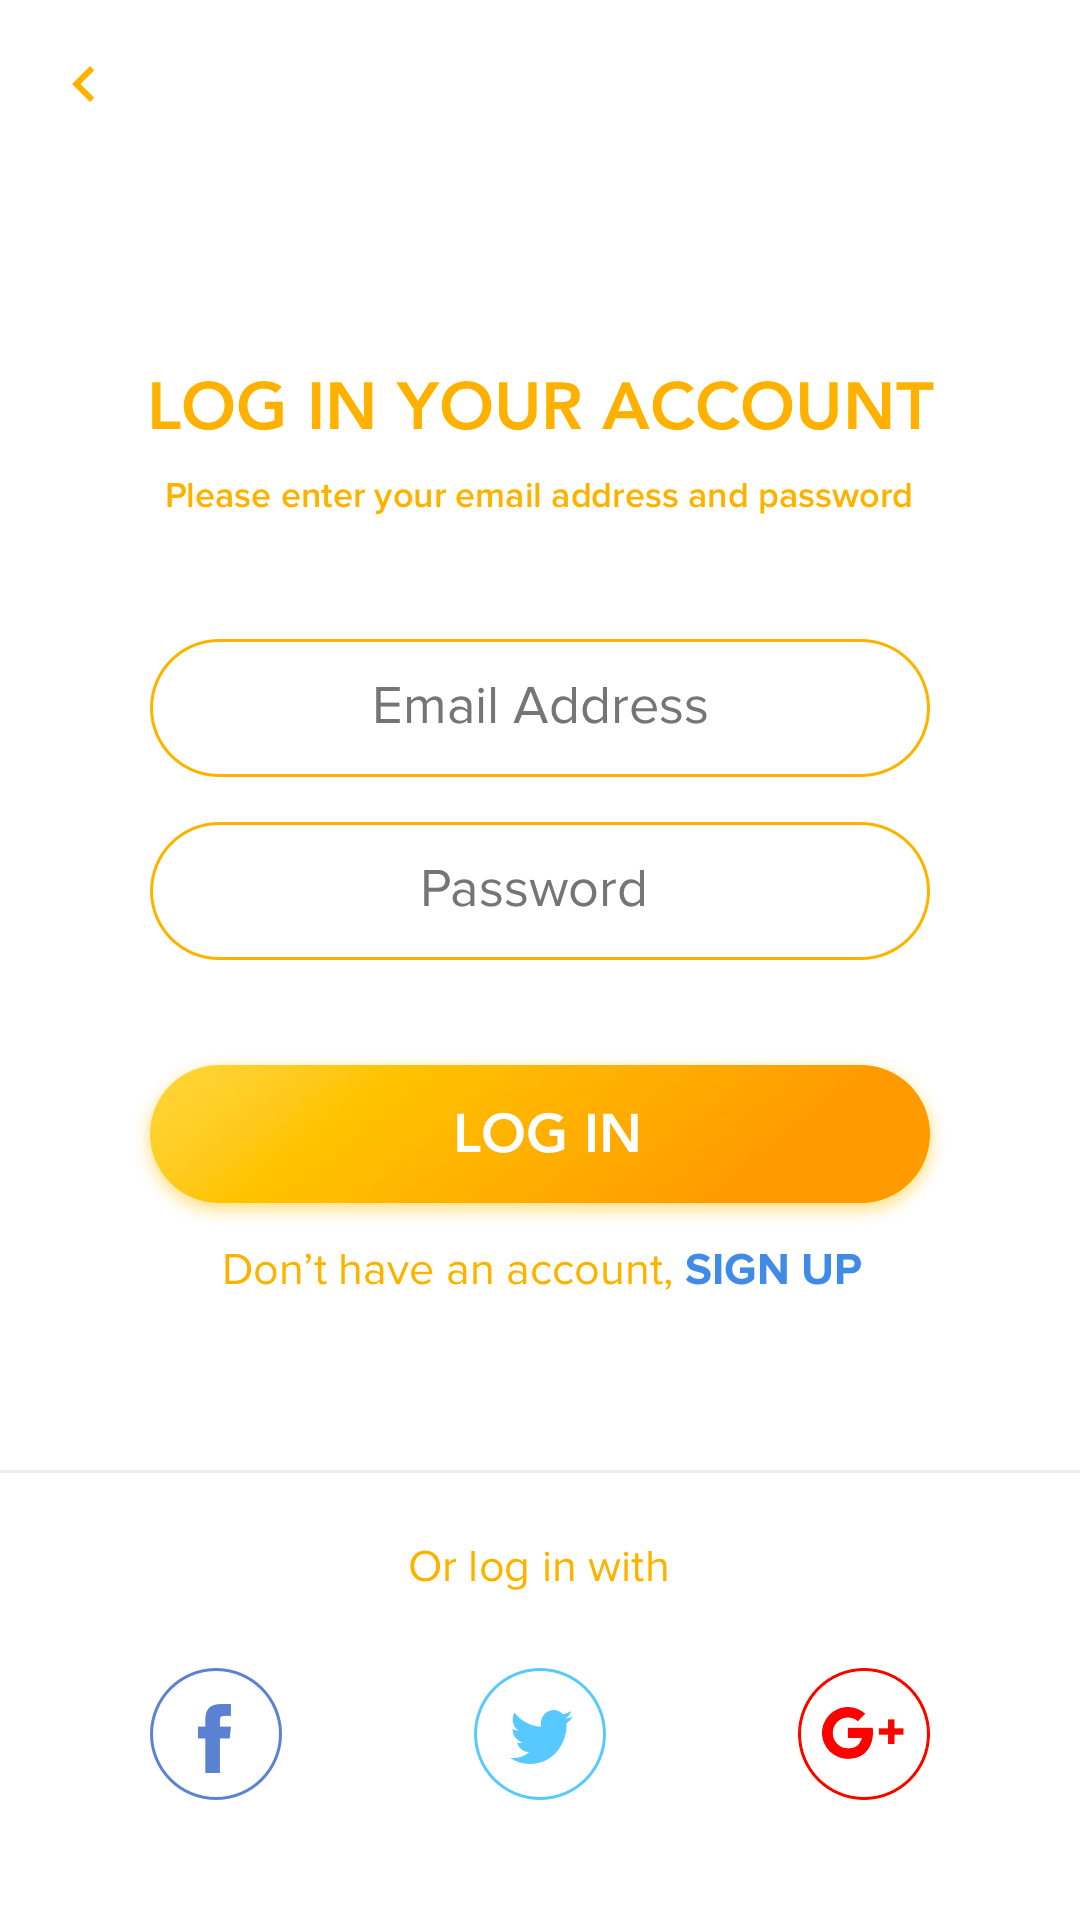 LOG IN YOUR ACCOUNT
Please enter your email address and password
Email Address
Password
LOG IN
Don’t have an account, SIGN UP
Or log in with
f
G+